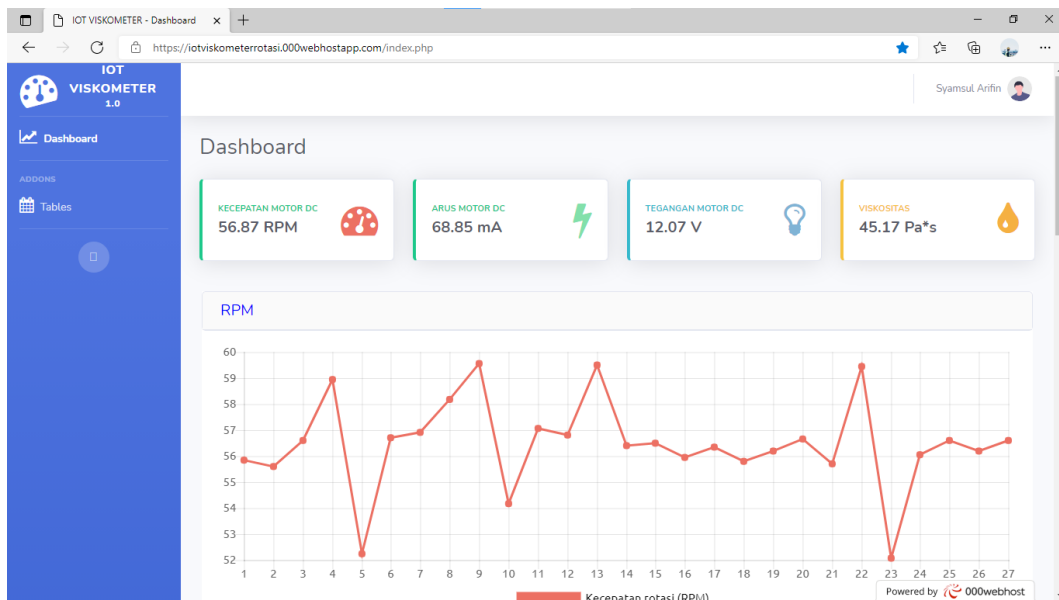 IOT VISKOMETER - Dashboard
https://iotviskometerrotasi.000webhostapp.com/index.php
IOT
VISKOMETER
1.0
Dashboard
ADDONS
Tables
Syamsul Arifin
Dashboard
KECEPATAN MOTOR DC
56.87 RPM
ARUS MOTOR DC
68.85 mA
TEGANGAN MOTOR DC
12.07 V
VISKOSITAS
45.17 Pa*s
RPM
60
59
58
57
56
55
54
53
52
1 2 3 4 5 6 7 8 9 10 11 12 13 14 15 16 17 18 19 20 21 22 23 24 25 26 27
Kecepatan rotasi (RPM)
Powered by 000webhost